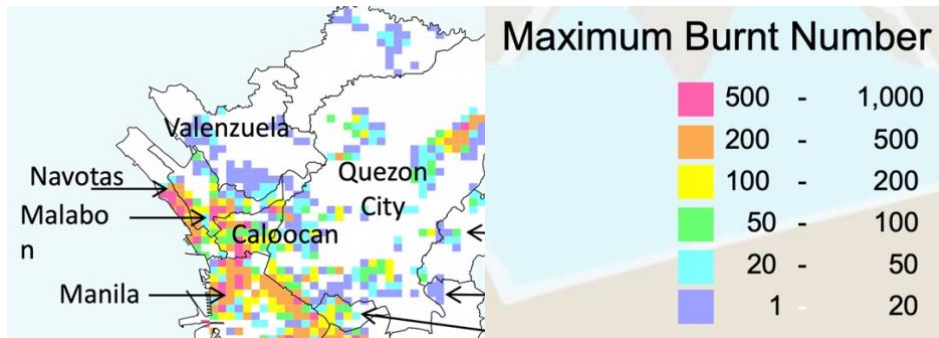 Valenzuela
Navotas
Quezon
City
Malabo
n
Caloocan
Manila
Maximum Burnt Number
500 - 1,000
200 - 500
100 - 200
50 - 100
20 - 50
1 - 20